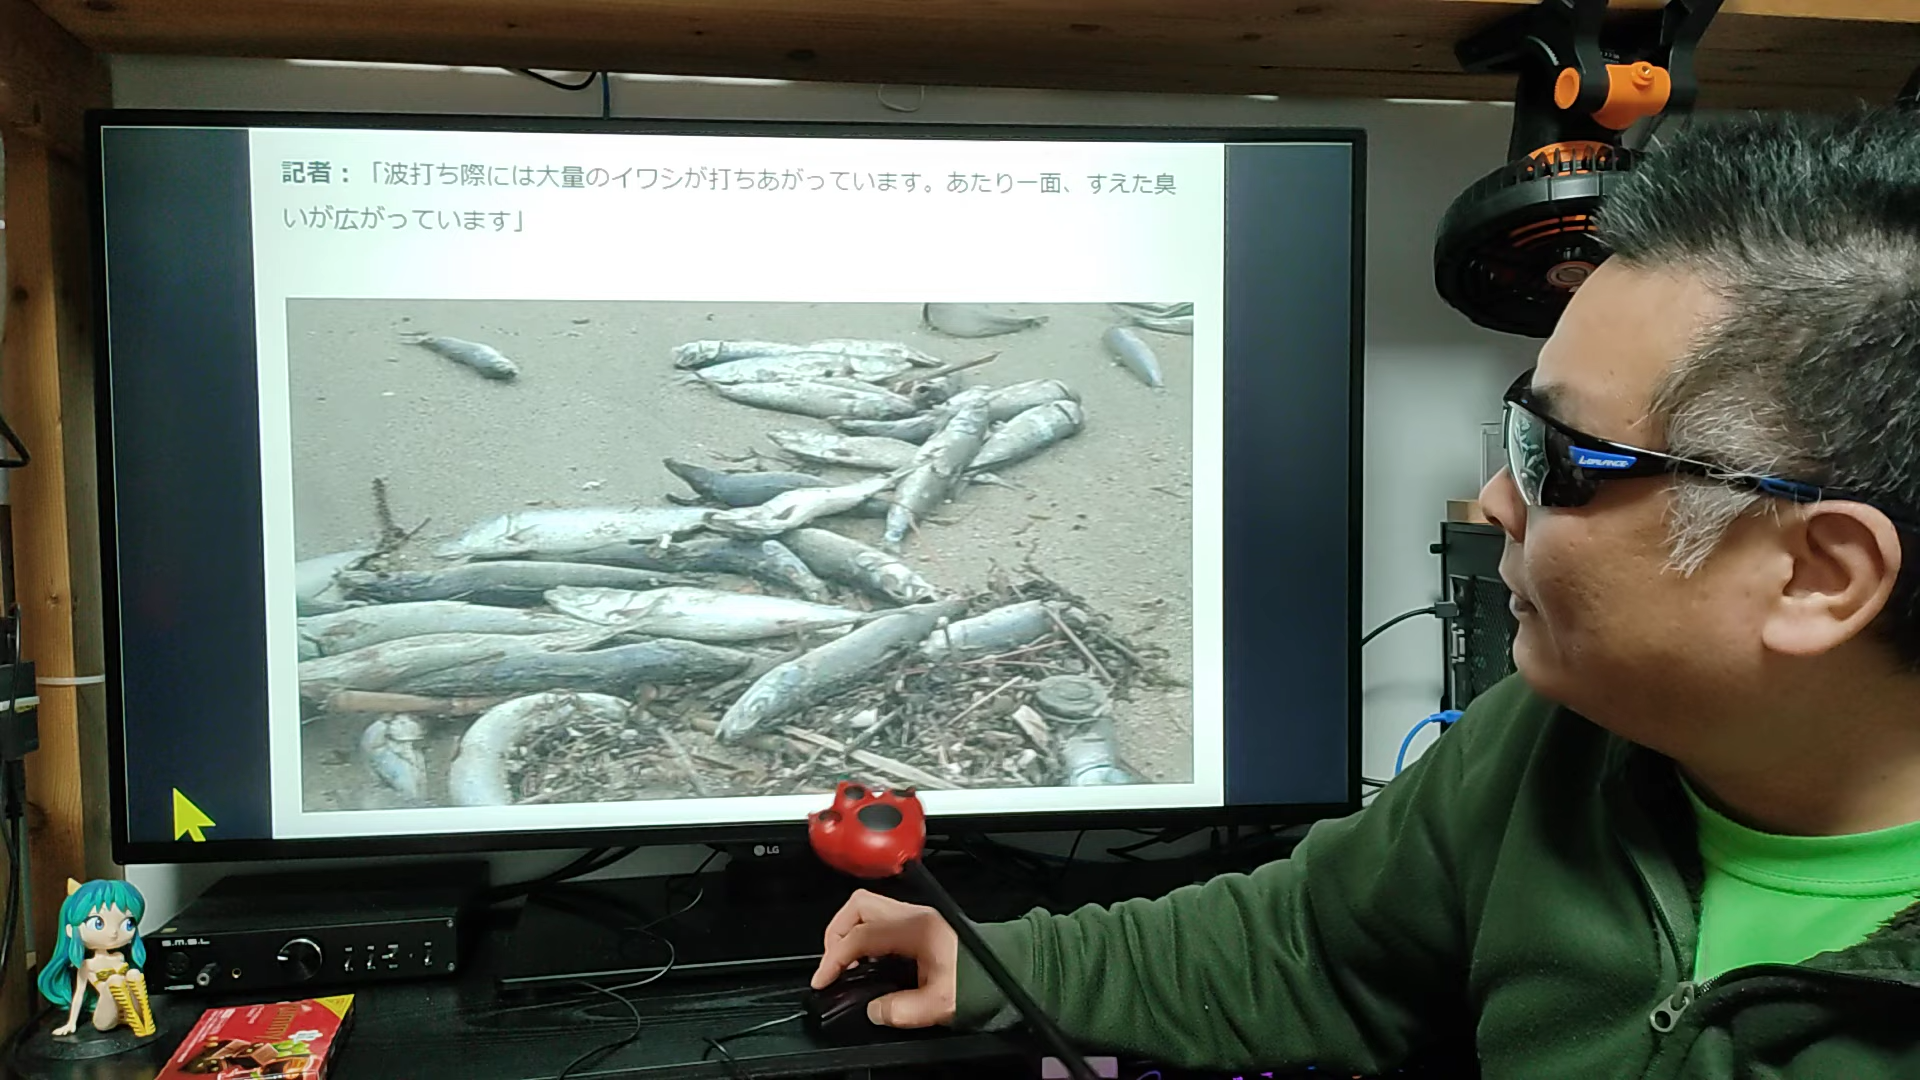 記者：「波打ち際には大量のイワシが打ちあがっています。あたり一面、すえた臭
いが広がっています」
LG
S.M.S.L